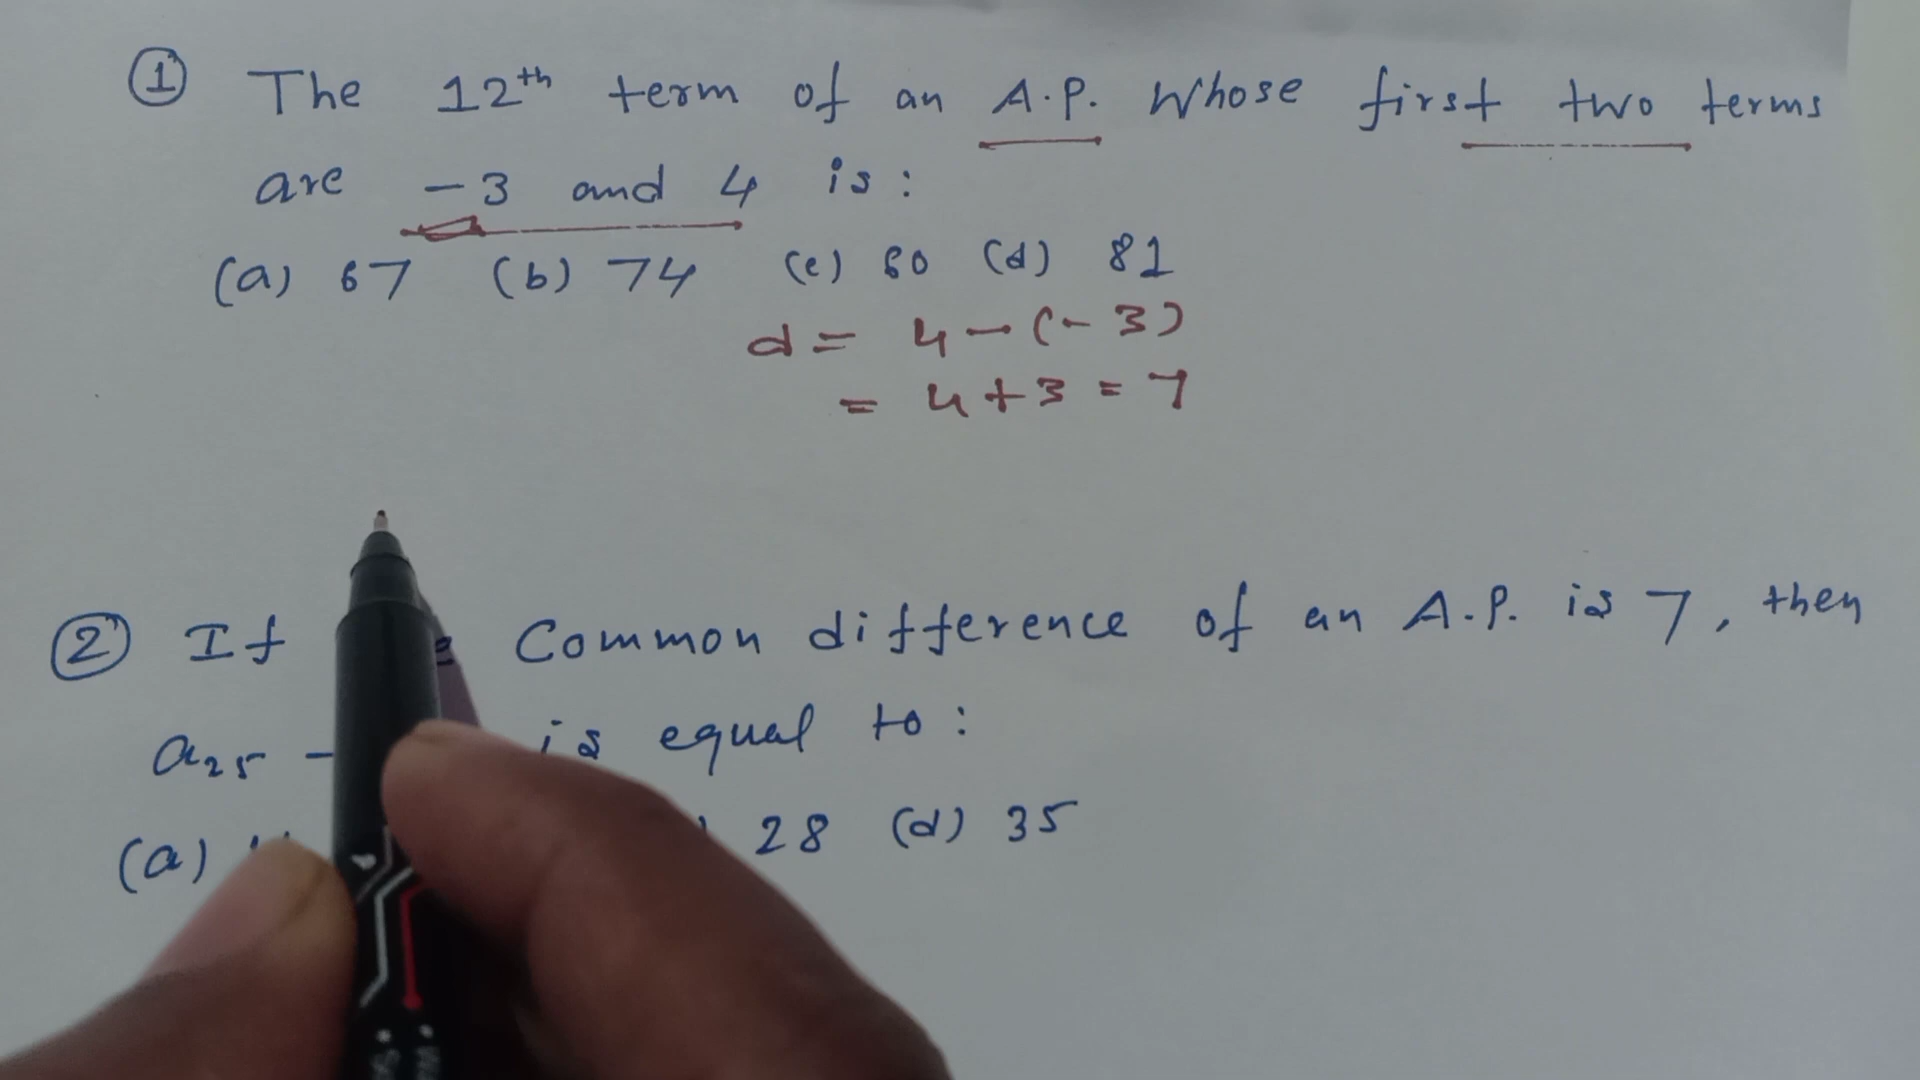 ① The 12th term of an A.P. whose first two terms
are -3 and 4 is:
(a) 67 (b) 74 (c) 80 (d) 81
d = 4 - (-3)
= 4 + 3 = 7
② If Common difference of an A.P. is 7, then
a25 - is equal to:
(a) 28 (d) 35